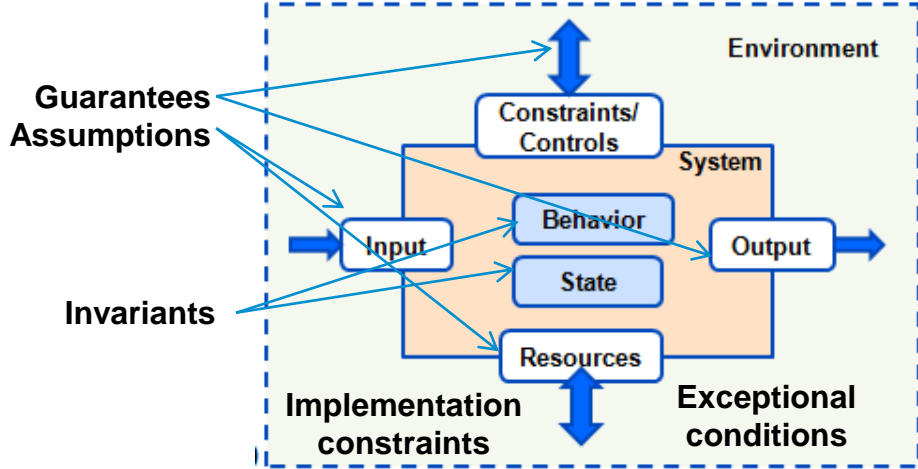 Environment
Guarantees
Assumptions
Constraints/
Controls
System
Behavior
Input
Output
State
Invariants
Resources
Implementation
constraints
Exceptional
conditions